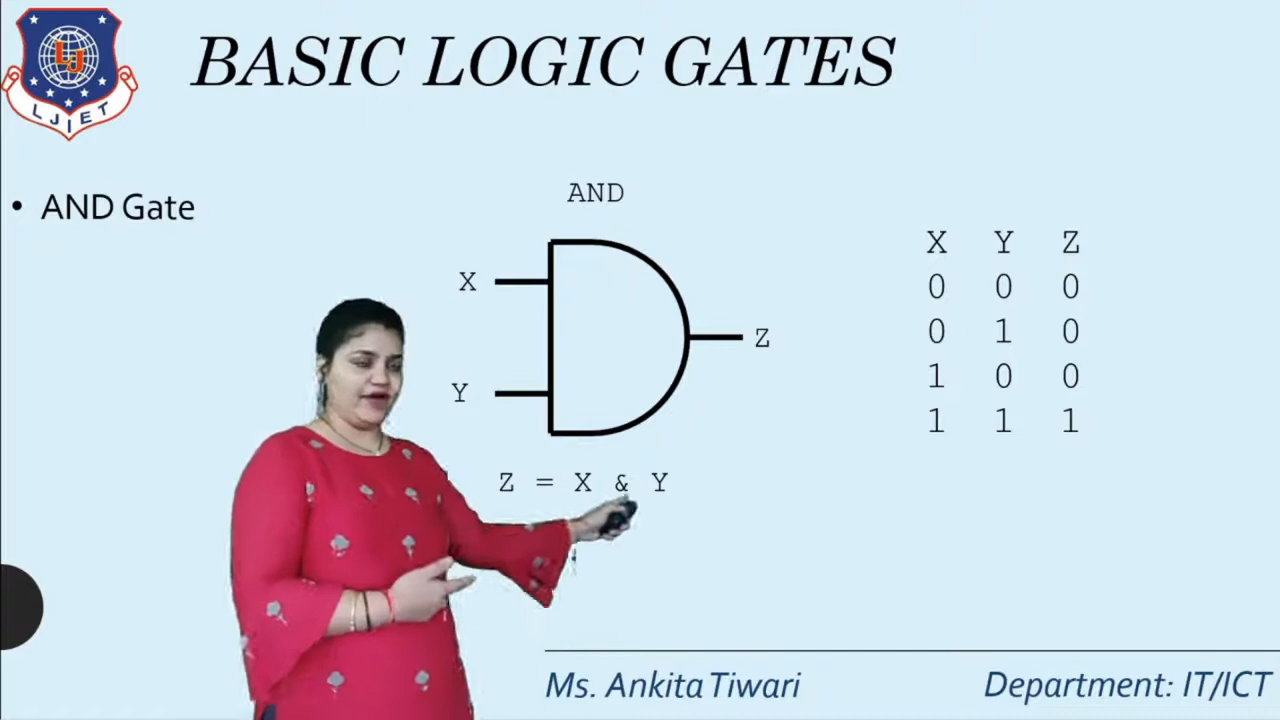 LJ
LJIET
BASIC LOGIC GATES
• AND Gate
AND
X
Y
Z
Z = X & Y
X Y Z
0 0 0
0 1 0
1 0 0
1 1 1
Ms. Ankita Tiwari
Department: IT/ICT